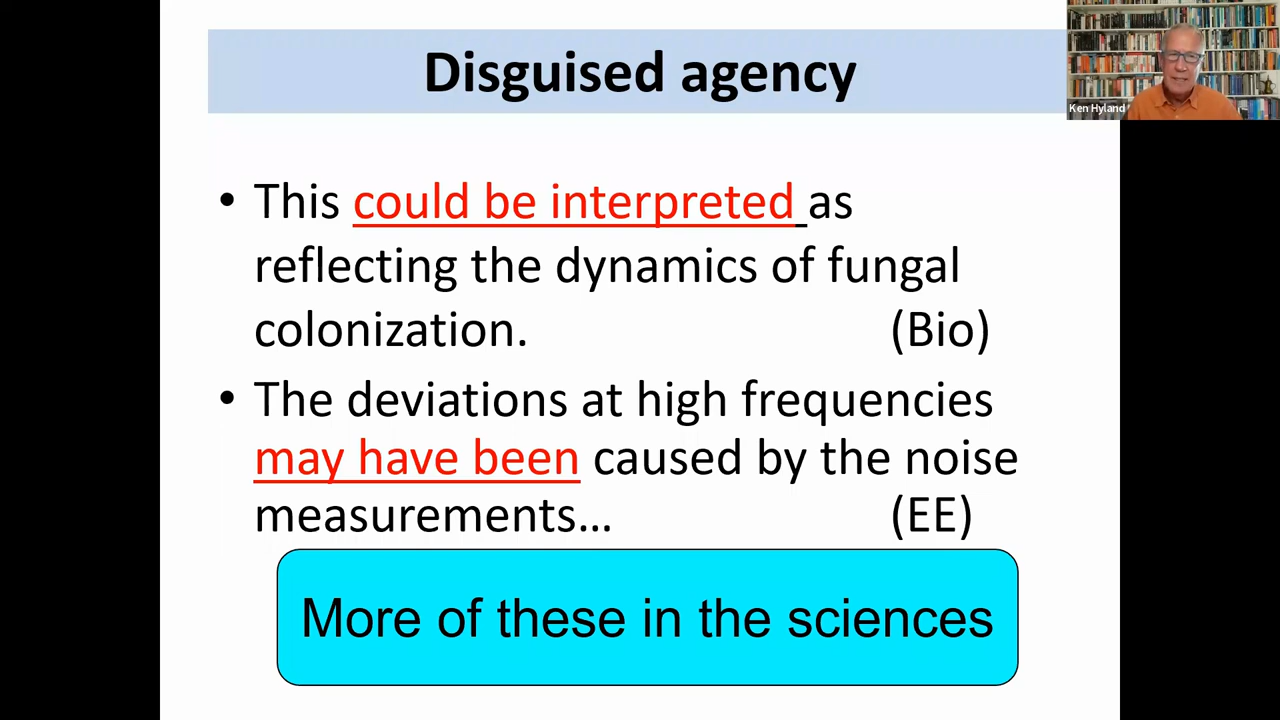 Disguised agency
Ken Hyland
• This could be interpreted as
reflecting the dynamics of fungal
colonization. (Bio)
• The deviations at high frequencies
may have been caused by the noise
measurements... (EE)
More of these in the sciences